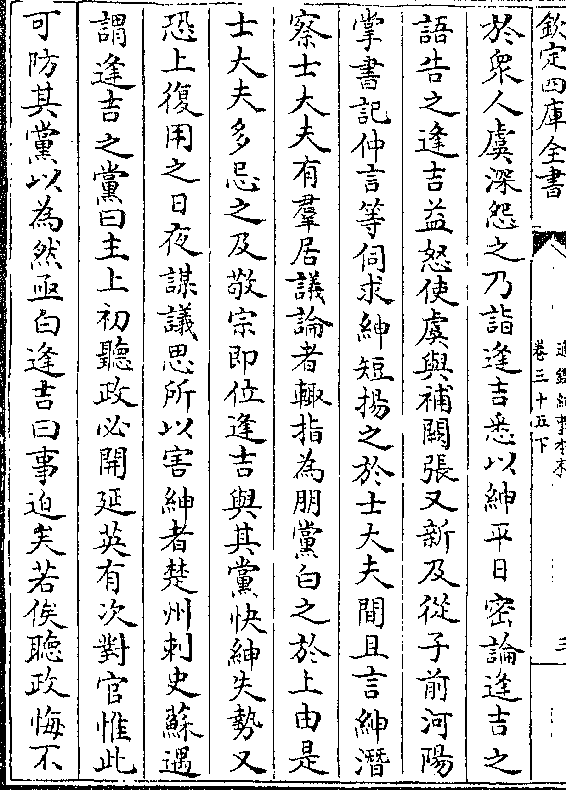 欽定四庫全書
通鑑紀事本末
卷三十五下
三
於衆人虞深怨之乃詣逢吉悉以紳平日密論逢吉之
語告之逢吉益怒使虞與補闕張又新及從子前河陽
掌書記仲言等伺求紳短揚之於士大夫間且言紳潛
察士大夫有羣居議論者輙指為朋黨白之於上由是
士大夫多忌之及敬宗即位逢吉與其黨快紳失勢又
恐上復用之日夜謀議思所以害紳者楚州刺史蘇遇
謂逢吉之黨曰主上初聽政必開延英有次對官惟此
可防其黨以為然亟白逢吉曰事迫矣若俟聽政悔不